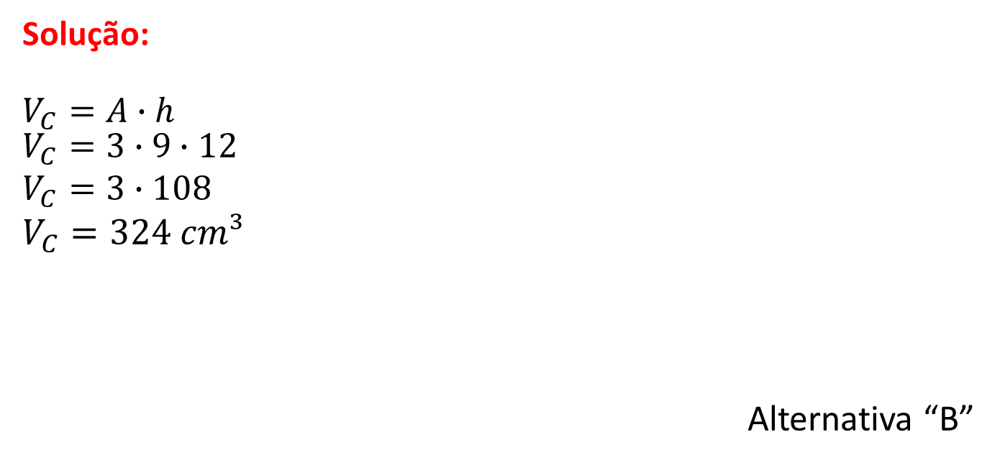 Solução:
V_C = A · h
V_C = 3 · 9 · 12
V_C = 3 · 108
V_C = 324 cm³
Alternativa “B”